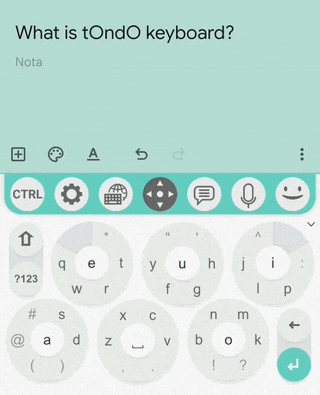 What is tOndO keyboard?
Nota
A
CTRL
* " ' ^
q e t y u h j i :
w r f g l p
?123
# s x c n m
@ a d z v b o k
( ) , . ! ?